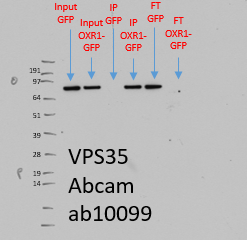 Input GFP
Input OXR1-GFP
IP GFP
IP OXR1-GFP
FT GFP
FT OXR1-GFP
191
97
64
51
39
28
19
14
VPS35
Abcam
ab10099